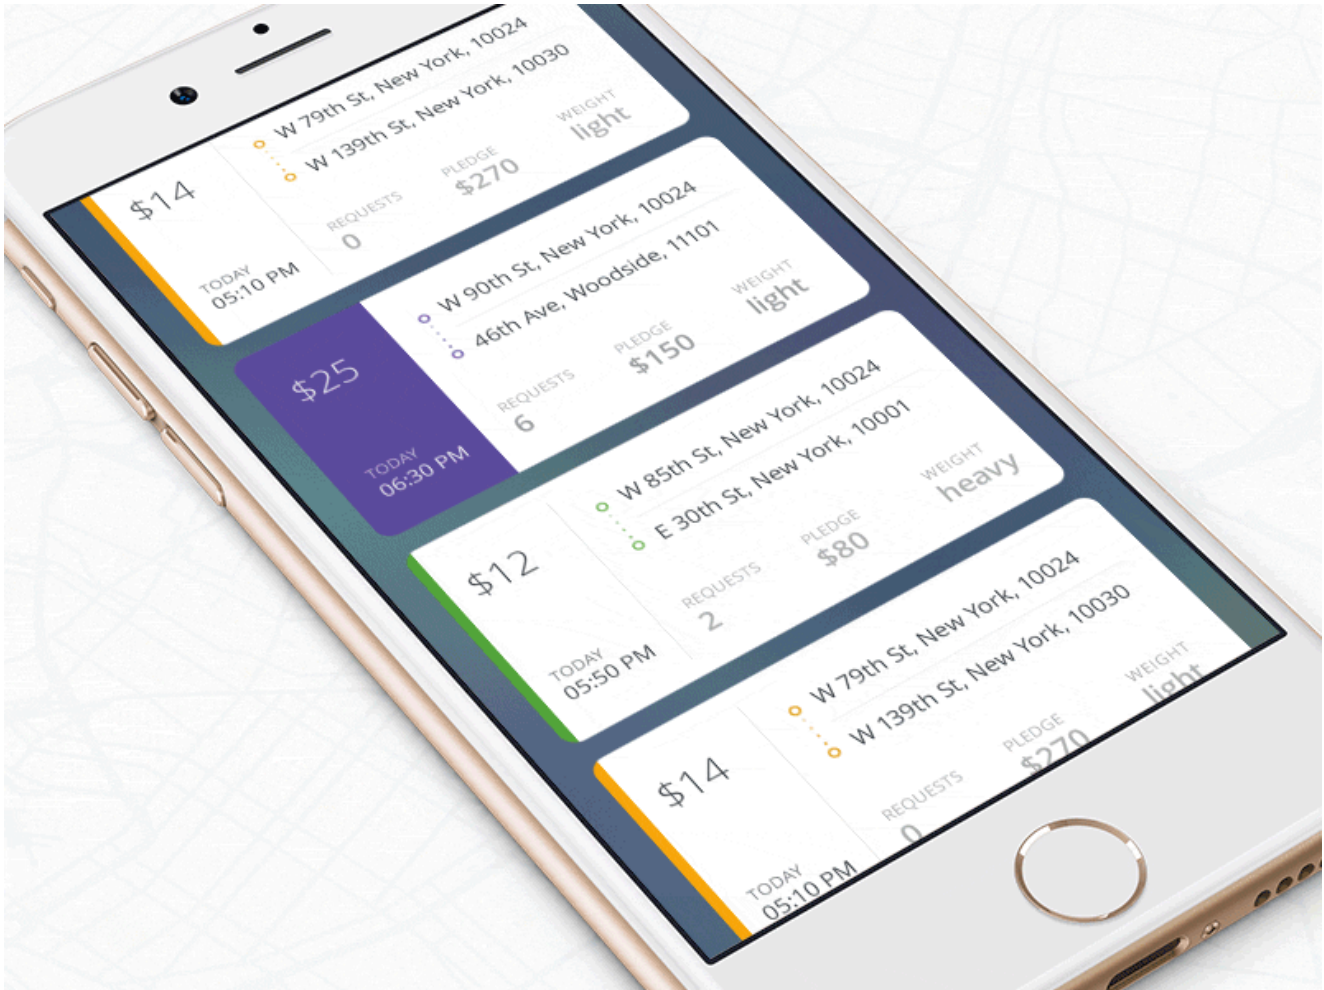 W 79th St, New York, 10024
W 139th St, New York, 10030
$14
REQUESTS
0
PLEDGE
$270
WEIGHT
light
TODAY
05:10 PM
W 90th St, New York, 10024
46th Ave, Woodside, 11101
$25
REQUESTS
6
PLEDGE
$150
WEIGHT
light
TODAY
06:30 PM
W 85th St, New York, 10024
E 30th St, New York, 10001
$12
REQUESTS
2
PLEDGE
$80
WEIGHT
heavy
TODAY
05:50 PM
W 79th St, New York, 10024
W 139th St, New York, 10030
$14
REQUESTS
0
PLEDGE
$270
WEIGHT
light
TODAY
05:10 PM